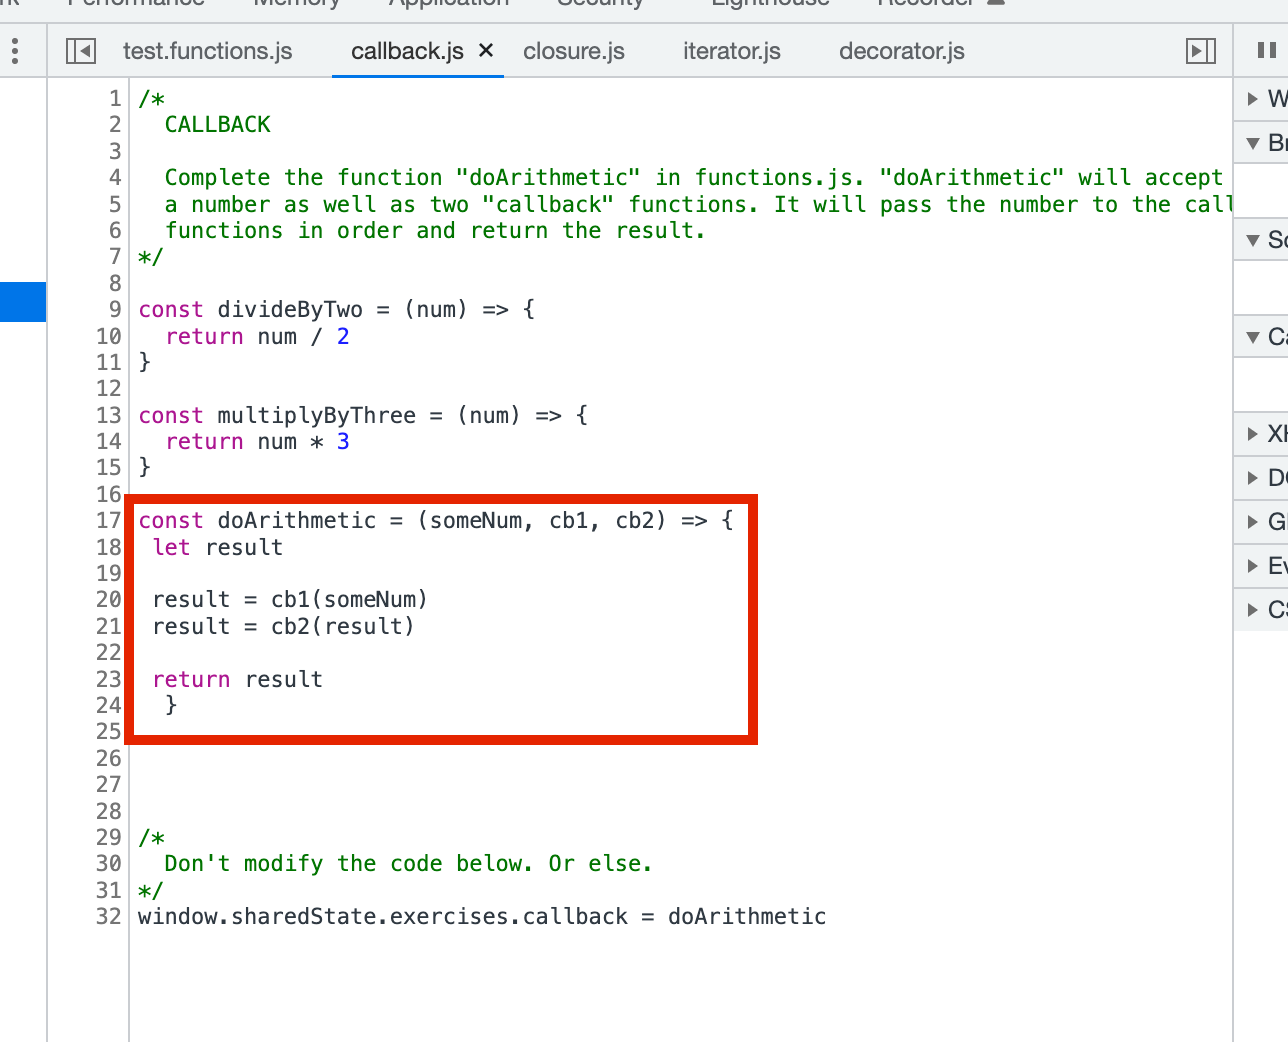 Performance Memory Application Security Lighthouse Recorder
test.functions.js callback.js × closure.js iterator.js decorator.js
1 /*
2 CALLBACK
3
4 Complete the function "doArithmetic" in functions.js. "doArithmetic" will accept
5 a number as well as two "callback" functions. It will pass the number to the call
6 functions in order and return the result.
7 */
8
9 const divideByTwo = (num) => {
10 return num / 2
11 }
12
13 const multiplyByThree = (num) => {
14 return num * 3
15 }
16
17 const doArithmetic = (someNum, cb1, cb2) => {
18 let result
19
20 result = cb1(someNum)
21 result = cb2(result)
22
23 return result
24 }
25
26
27
28
29 /*
30 Don't modify the code below. Or else.
31 */
32 window.sharedState.exercises.callback = doArithmetic
W
Br
Sc
Ca
XH
DO
Gl
Ev
CS